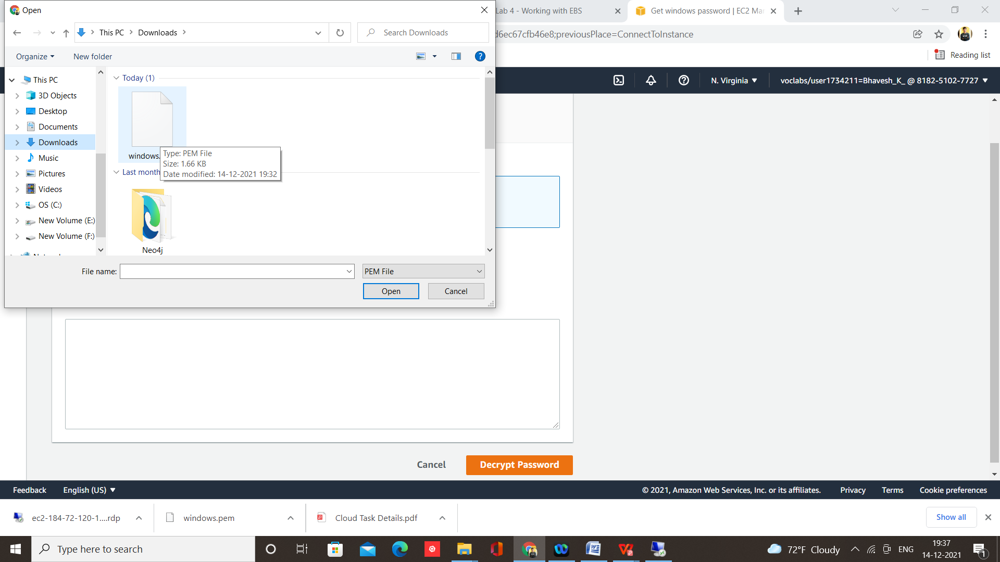 Open
Lab 4 - Working with EBS
Get windows password | EC2 Ma
This PC
Downloads
Search Downloads
d6ec67cfb46e8;previousPlace=ConnectToInstance
Organize
New folder
Reading list
This PC
3D Objects
Desktop
Documents
Downloads
Music
Pictures
Videos
OS (C:)
New Volume (E:)
New Volume (F:)
Today (1)
windows.
Type: PEM File
Size: 1.66 KB
Date modified: 14-12-2021 19:32
Last month
Neo4j
N. Virginia
voclabs/user1734211=Bhavesh_K_ @ 8182-5102-7727
File name:
PEM File
Open
Cancel
Cancel
Decrypt Password
Feedback
English (US)
© 2021, Amazon Web Services, Inc. or its affiliates.
Privacy
Terms
Cookie preferences
ec2-184-72-120-1....rdp
windows.pem
Cloud Task Details.pdf
Show all
Type here to search
72°F Cloudy
ENG
19:37
14-12-2021
1